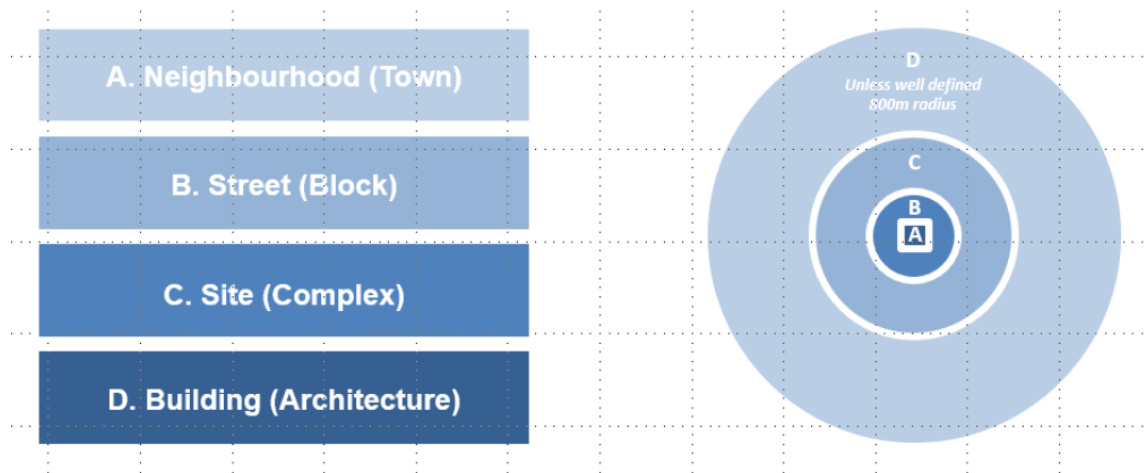 A. Neighbourhood (Town)
B. Street (Block)
C. Site (Complex)
D. Building (Architecture)
D
Unless well defined
800m radius
C
B
A